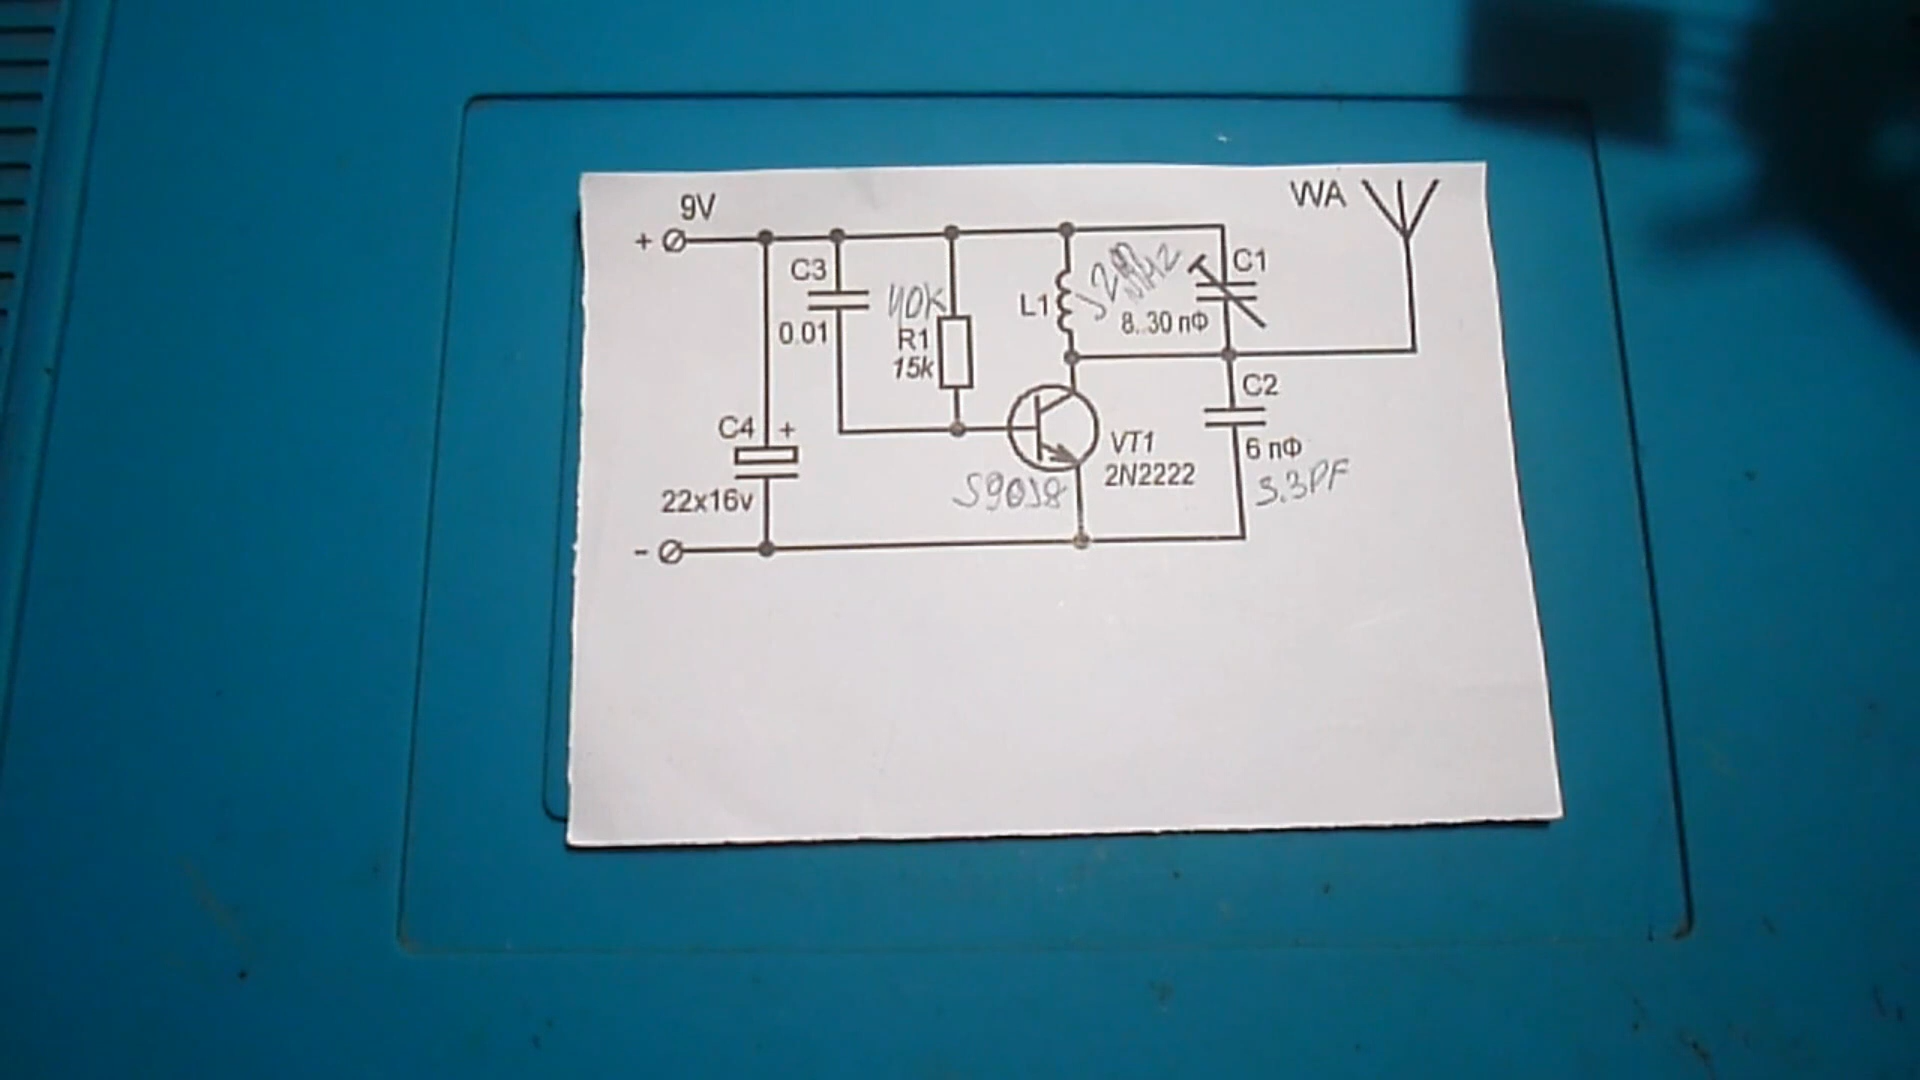 9V
WA
+
C3
C1
40K
L1
8..30 пФ
0.01
R1
15k
C2
C4 +
VT1
6 пФ
2N2222
S9018
3.3PF
22x16v
-